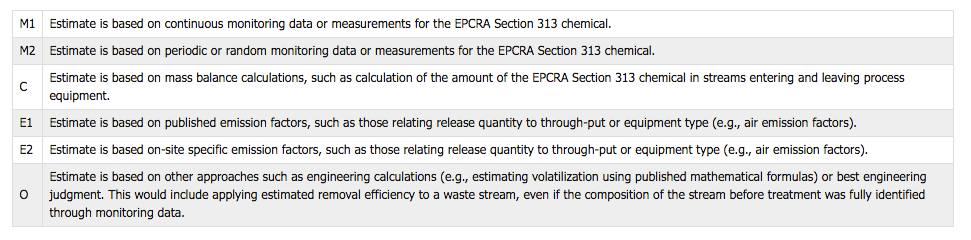 M1 Estimate is based on continuous monitoring data or measurements for the EPCRA Section 313 chemical.
M2 Estimate is based on periodic or random monitoring data or measurements for the EPCRA Section 313 chemical.
C Estimate is based on mass balance calculations, such as calculation of the amount of the EPCRA Section 313 chemical in streams entering and leaving process
equipment.
E1 Estimate is based on published emission factors, such as those relating release quantity to through-put or equipment type (e.g., air emission factors).
E2 Estimate is based on-site specific emission factors, such as those relating release quantity to through-put or equipment type (e.g., air emission factors).
O Estimate is based on other approaches such as engineering calculations (e.g., estimating volatilization using published mathematical formulas) or best engineering
judgment. This would include applying estimated removal efficiency to a waste stream, even if the composition of the stream before treatment was fully identified
through monitoring data.